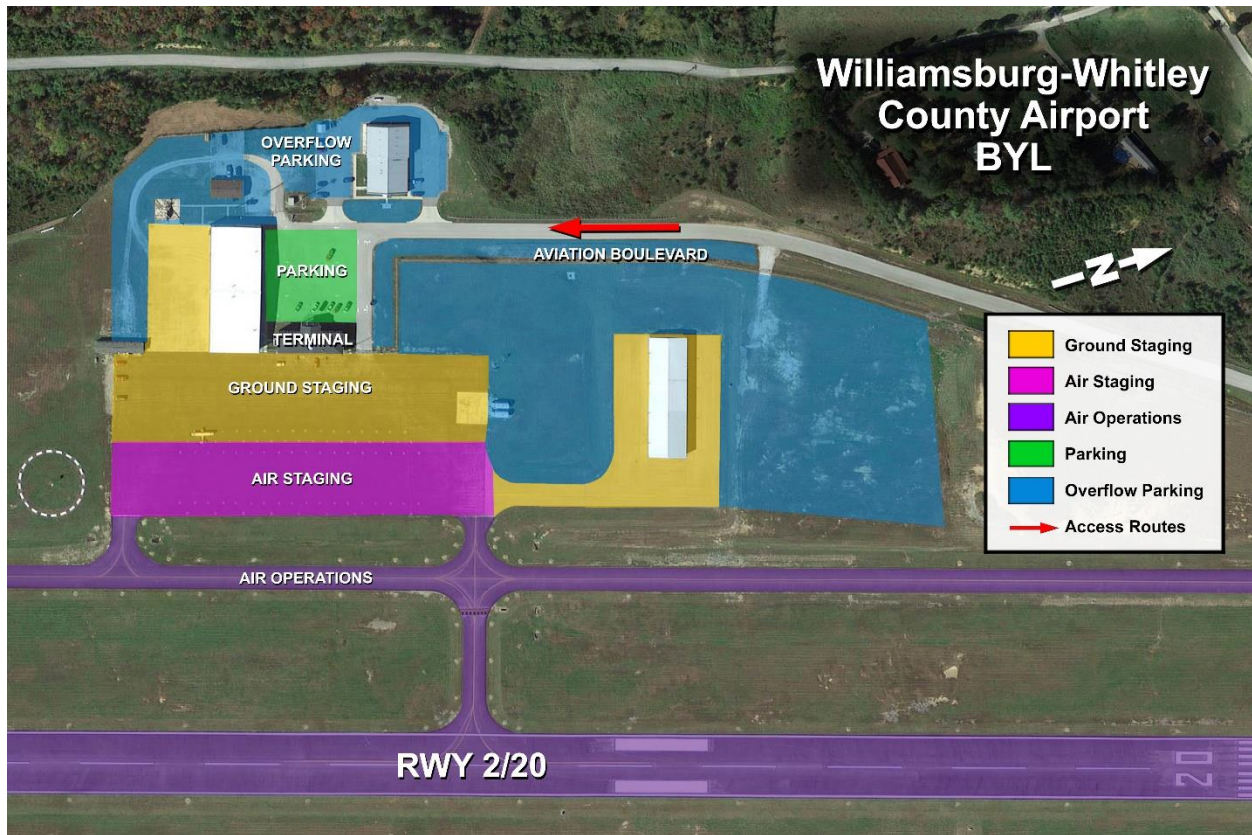 Williamsburg-Whitley
County Airport
BYL
OVERFLOW
PARKING
AVIATION BOULEVARD
PARKING
N
TERMINAL
GROUND STAGING
AIR STAGING
AIR OPERATIONS
RWY 2/20
20
Ground Staging
Air Staging
Air Operations
Parking
Overflow Parking
Access Routes